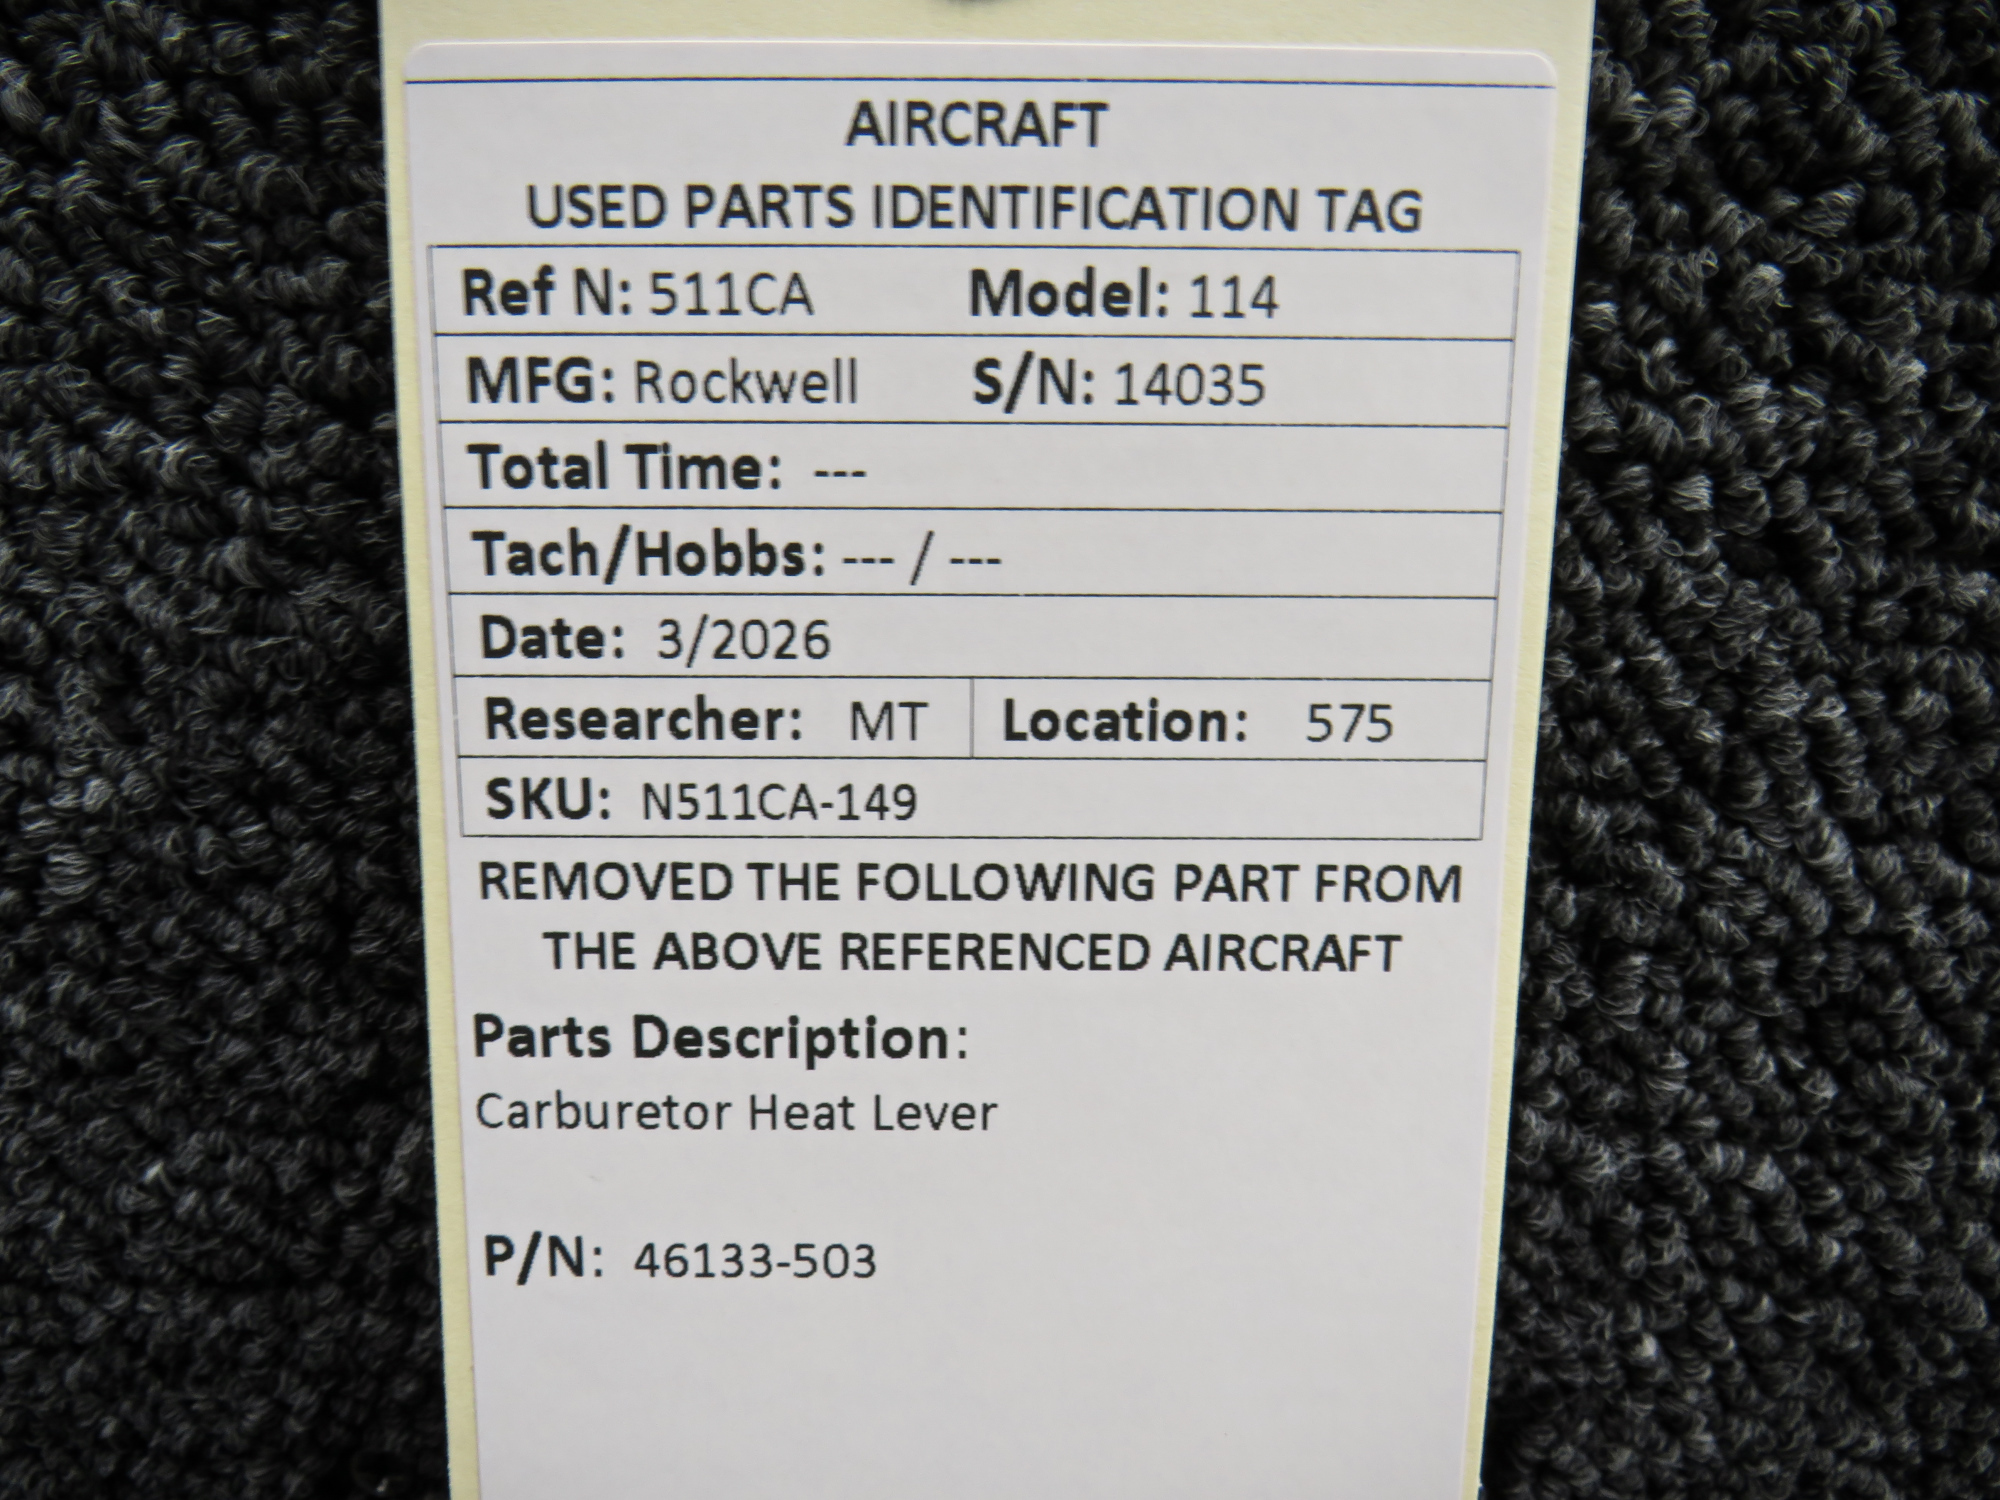 AIRCRAFT
USED PARTS IDENTIFICATION TAG
Ref N: 511CA Model: 114
MFG: Rockwell S/N: 14035
Total Time: ---
Tach/Hobbs: --- / ---
Date: 3/2026
Researcher: MT Location: 575
SKU: N511CA-149
REMOVED THE FOLLOWING PART FROM
THE ABOVE REFERENCED AIRCRAFT
Parts Description:
Carburetor Heat Lever
P/N: 46133-503